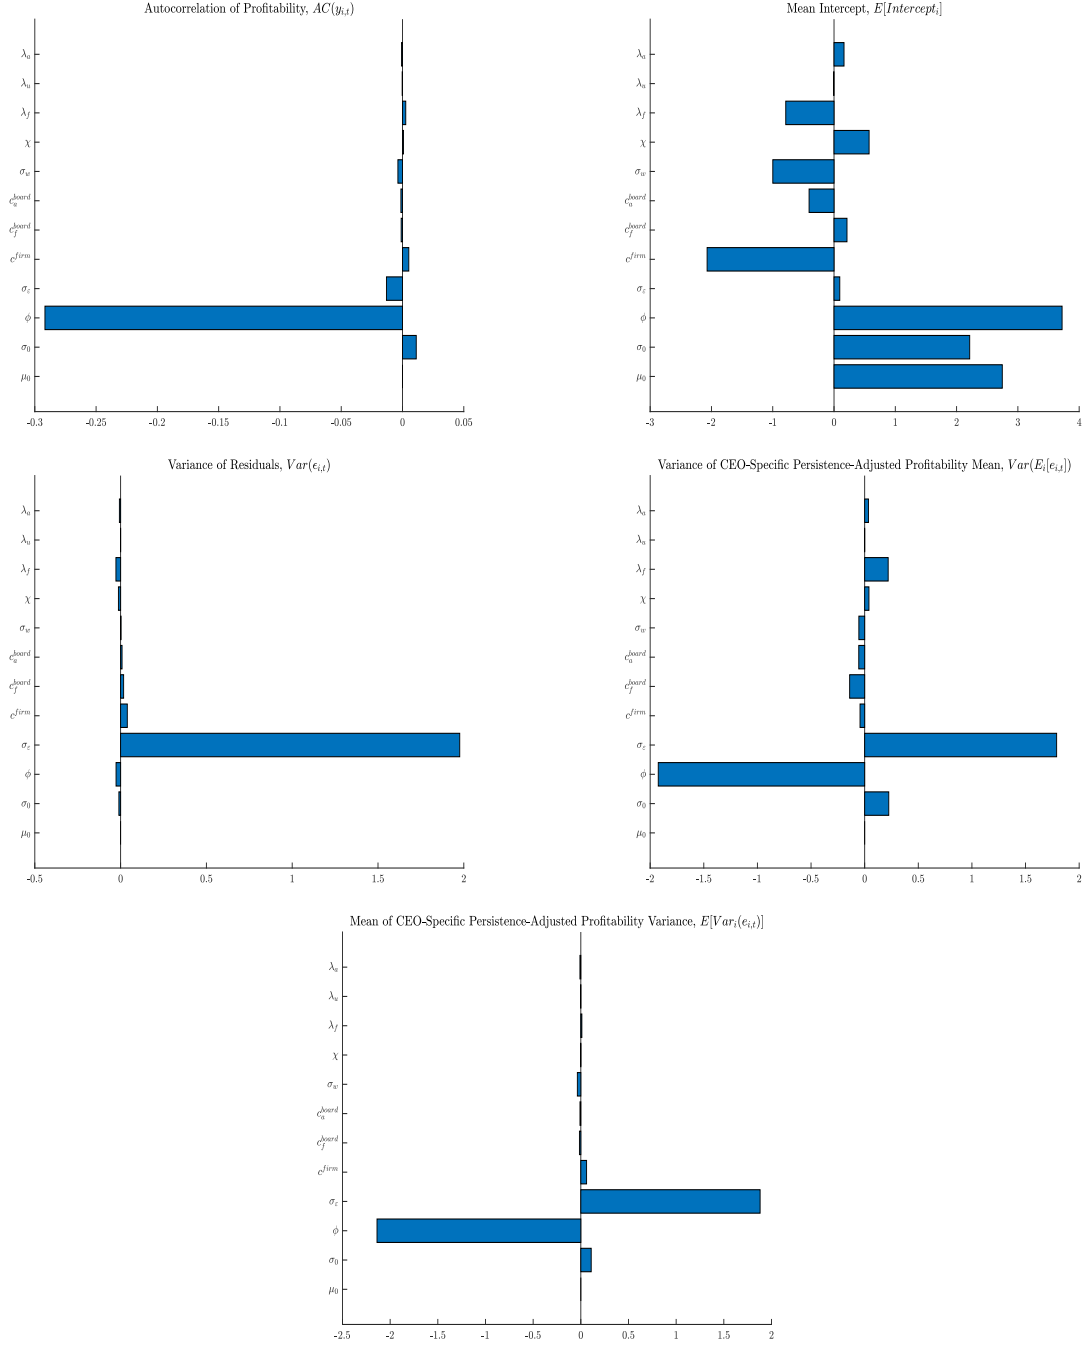 Autocorrelation of Profitability, AC(y_{i,t})
λ_a
λ_u
λ_f
χ
σ_w
c_a^{board}
c_f^{board}
c^{firm}
σ_ε
ϕ
σ_0
μ_0
-0.3 -0.25 -0.2 -0.15 -0.1 -0.05 0 0.05
Mean Intercept, E[Intercept_i]
λ_a
λ_u
λ_f
χ
σ_w
c_a^{board}
c_f^{board}
c^{firm}
σ_ε
ϕ
σ_0
μ_0
-3 -2 -1 0 1 2 3 4
Variance of Residuals, Var(ϵ_{i,t})
λ_a
λ_u
λ_f
χ
σ_w
c_a^{board}
c_f^{board}
c^{firm}
σ_ε
ϕ
σ_0
μ_0
-0.5 0 0.5 1 1.5 2
Variance of CEO-Specific Persistence-Adjusted Profitability Mean, Var(E_i[e_{i,t}])
λ_a
λ_u
λ_f
χ
σ_w
c_a^{board}
c_f^{board}
c^{firm}
σ_ε
ϕ
σ_0
μ_0
-2 -1.5 -1 -0.5 0 0.5 1 1.5 2
Mean of CEO-Specific Persistence-Adjusted Profitability Variance, E[Var_i(e_{i,t})]
λ_a
λ_u
λ_f
χ
σ_w
c_a^{board}
c_f^{board}
c^{firm}
σ_ε
ϕ
σ_0
μ_0
-2.5 -2 -1.5 -1 -0.5 0 0.5 1 1.5 2